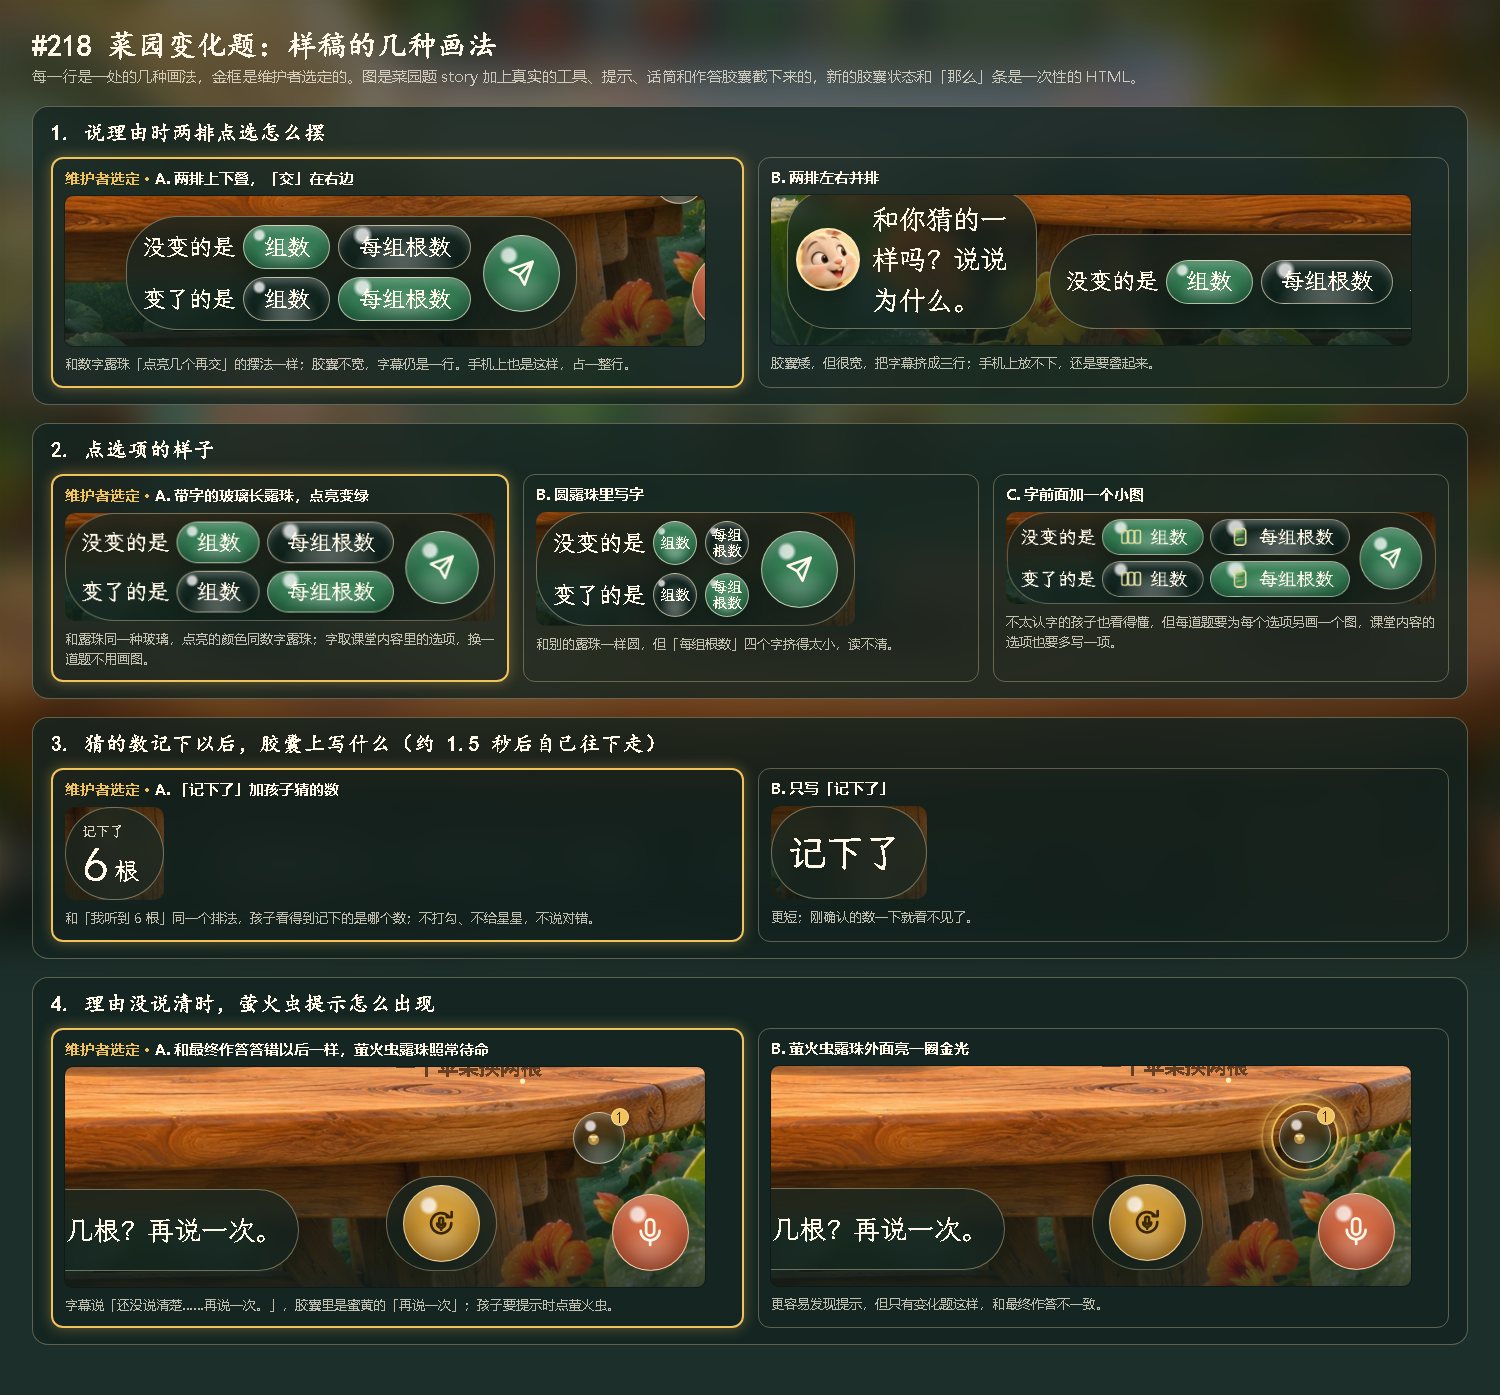 #218 菜园变化题：样稿的几种画法
每一行是一处的几种画法，金框是维护者选定的。图是菜园题 story 加上真实的工具、提示、话筒和作答胶囊截下来的，新的胶囊状态和「那么」条是一次性的 HTML。
1. 说理由时两排点选怎么摆
维护者选定 · A. 两排上下叠，「交」在右边
没变的是 组数 每组根数
变了的是 组数 每组根数
和数字露珠「点亮几个再交」的摆法一样；胶囊不宽，字幕仍是一行。手机上也是这样，占一整行。
B. 两排左右并排
和你猜的一
样吗？说说
为什么。
没变的是 组数 每组根数
胶囊矮，但很宽，把字幕挤成三行；手机上放不下，还是要叠起来。
2. 点选项的样子
维护者选定 · A. 带字的玻璃长露珠，点亮变绿
没变的是 组数 每组根数
变了的是 组数 每组根数
和露珠同一种玻璃，点亮的颜色同数字露珠；字取课堂内容里的选项，换一
道题不用画图。
B. 圆露珠里写字
没变的是 组数 每组
根数
变了的是 组数 每组
根数
和别的露珠一样圆，但「每组根数」四个字挤得太小，读不清。
C. 字前面加一个小图
没变的是 组数 每组根数
变了的是 组数 每组根数
不太认字的孩子也看得懂，但每道题要为每个选项另画一个图，课堂内容的
选项也要多写一项。
3. 猜的数记下以后，胶囊上写什么（约 1.5 秒后自己往下走）
维护者选定 · A. 「记下了」加孩子猜的数
记下了
6 根
和「我听到 6 根」同一个排法，孩子看得到记下的是哪个数；不打勾、不给星星，不说对错。
B. 只写「记下了」
记下了
更短；刚确认的数一下就看不见了。
4. 理由没说清时，萤火虫提示怎么出现
维护者选定 · A. 和最终作答答错以后一样，萤火虫露珠照常待命
一个苹果换两根
1
几根？再说一次。
字幕说「还没说清楚……再说一次。」，胶囊里是蜜黄的「再说一次」；孩子要提示时点萤火虫。
B. 萤火虫露珠外面亮一圈金光
一个苹果换两根
1
几根？再说一次。
更容易发现提示，但只有变化题这样，和最终作答不一致。